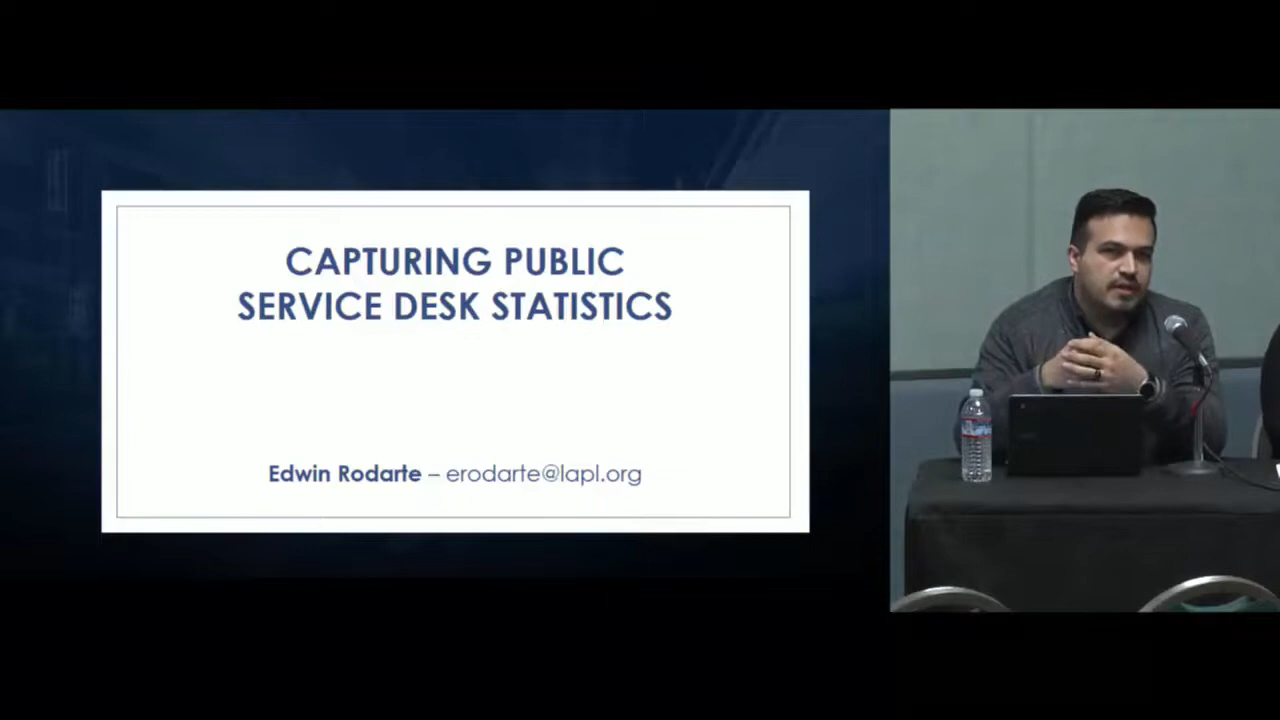 CAPTURING PUBLIC
SERVICE DESK STATISTICS
Edwin Rodarte – erodarte@lapl.org